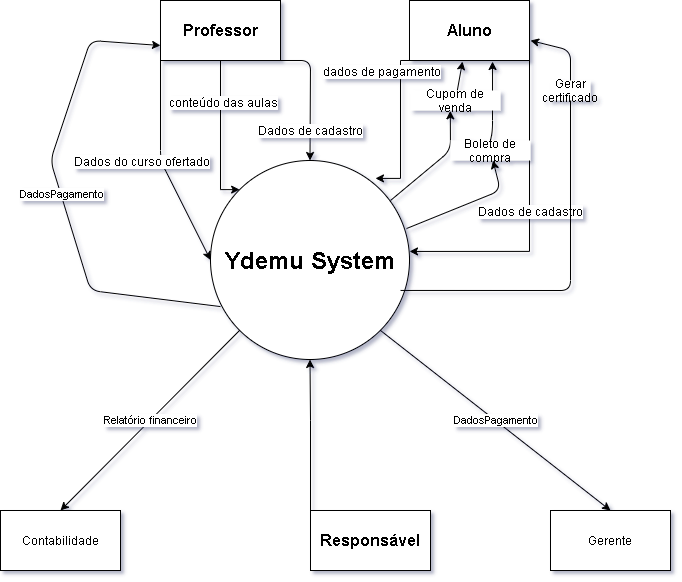 Professor
Aluno
dados de pagamento
Gerar
certificado
Cupom de
venda
conteúdo das aulas
Dados de cadastro
Boleto de
compra
Dados do curso ofertado
DadosPagamento
Dados de cadastro
Ydemu System
Relatório financeiro
DadosPagamento
Contabilidade
Responsável
Gerente